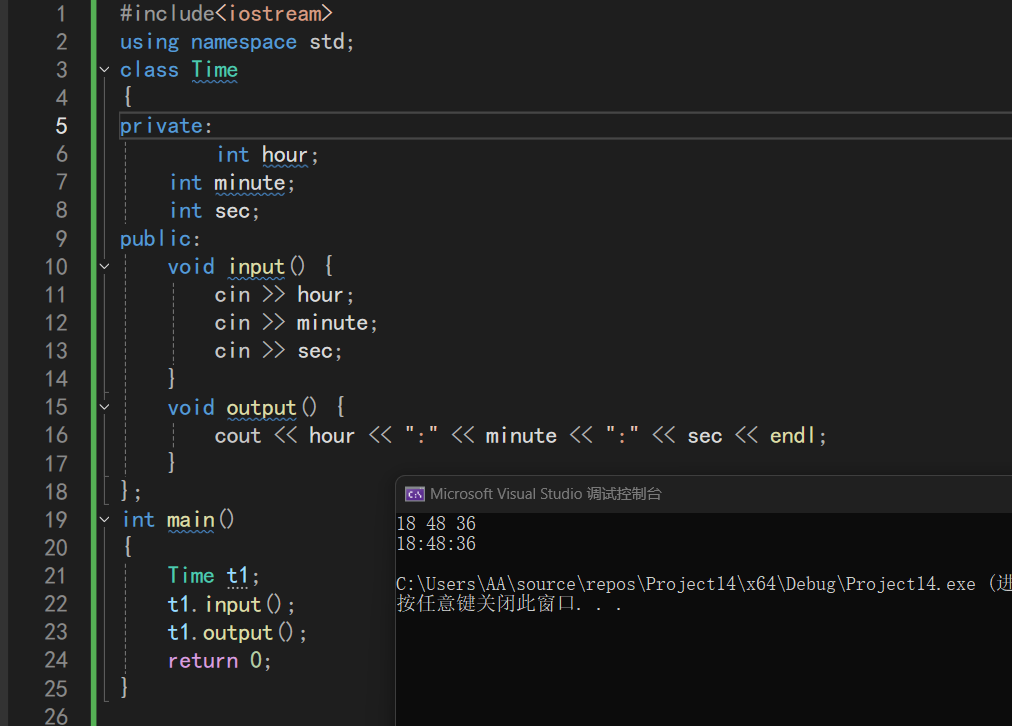 1 #include<iostream>
2 using namespace std;
3 class Time
4 {
5 private:
6 int hour;
7 int minute;
8 int sec;
9 public:
10 void input() {
11 cin >> hour;
12 cin >> minute;
13 cin >> sec;
14 }
15 void output() {
16 cout << hour << ":" << minute << ":" << sec << endl;
17 }
18 };
19 int main()
20 {
21 Time t1;
22 t1.input();
23 t1.output();
24 return 0;
25 }
26
Microsoft Visual Studio 调试控制台
18 48 36
18:48:36
C:\Users\AA\source\repos\Project14\x64\Debug\Project14.exe (进
按任意键关闭此窗口. . .